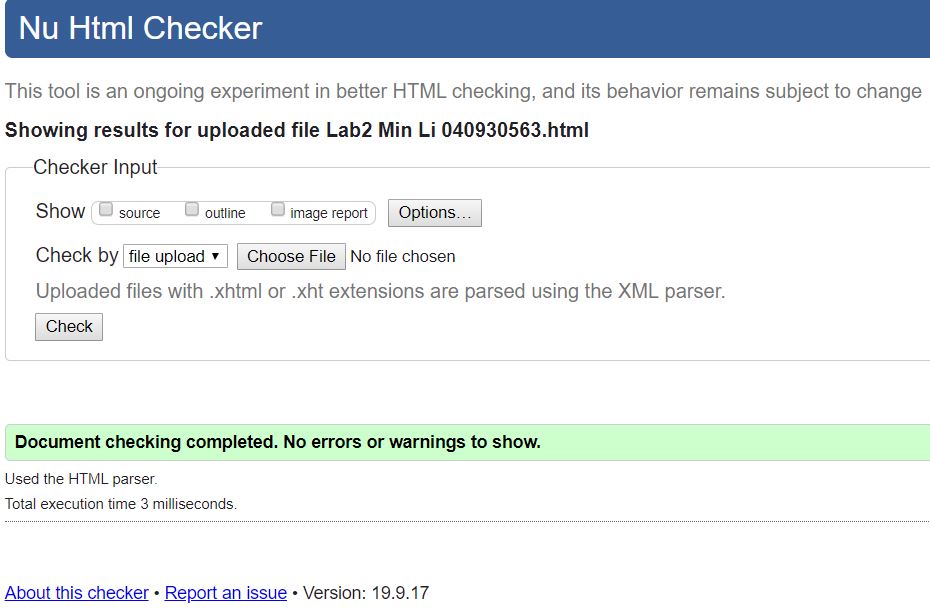 Nu Html Checker
This tool is an ongoing experiment in better HTML checking, and its behavior remains subject to change
Showing results for uploaded file Lab2 Min Li 040930563.html
Checker Input
Show source outline image report Options...
Check by file upload ▼ Choose File No file chosen
Uploaded files with .xhtml or .xht extensions are parsed using the XML parser.
Check
Document checking completed. No errors or warnings to show.
Used the HTML parser.
Total execution time 3 milliseconds.
About this checker • Report an issue • Version: 19.9.17